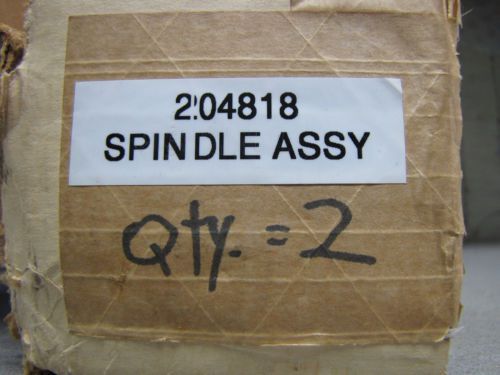 204818
SPINDLE ASSY
Qty. = 2